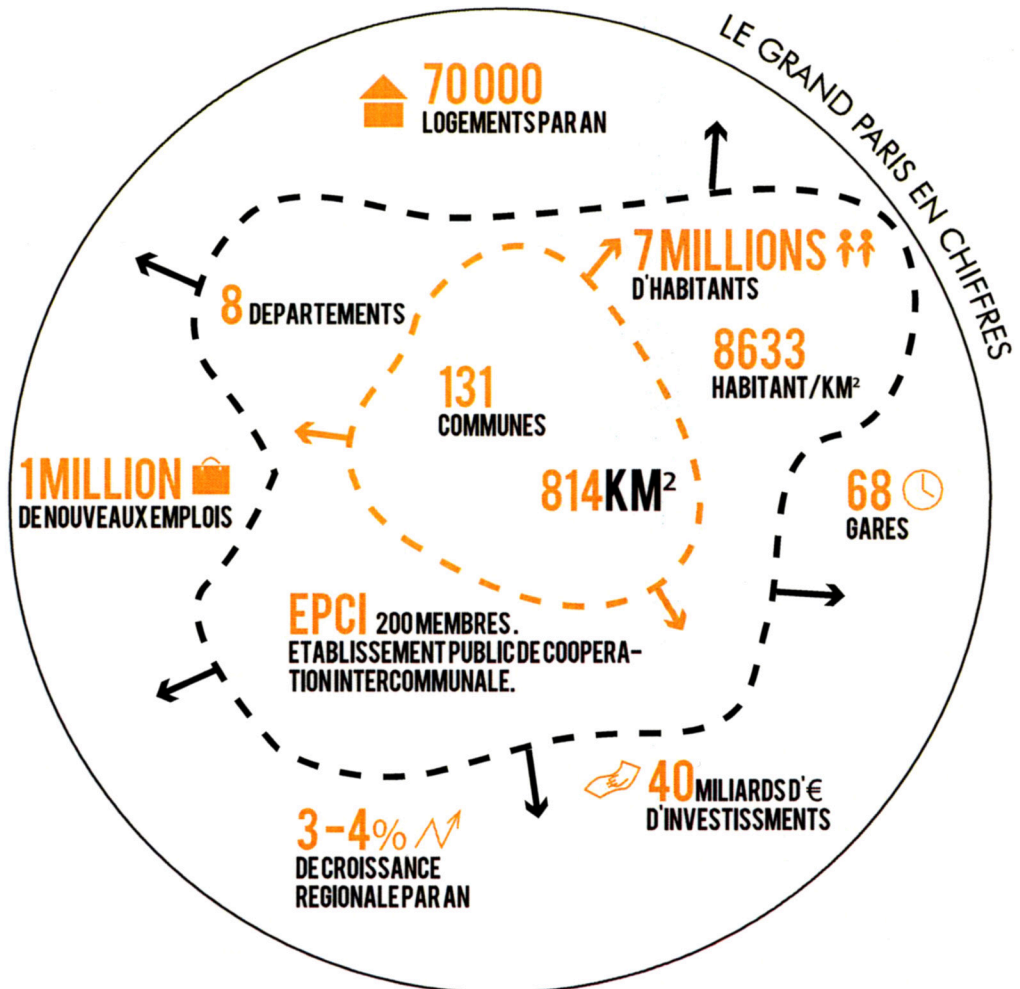 LE GRAND PARIS EN CHIFFRES
70 000
LOGEMENTS PAR AN
7 MILLIONS
D'HABITANTS
8 DEPARTEMENTS
8633
HABITANT/KM²
131
COMMUNES
1 MILLION
DE NOUVEAUX EMPLOIS
814KM²
68
GARES
EPCI 200 MEMBRES.
ETABLISSEMENT PUBLIC DE COOPERA-
TION INTERCOMMUNALE.
40 MILIARDS D'€
D'INVESTISSMENTS
3-4%
DE CROISSANCE
REGIONALE PAR AN